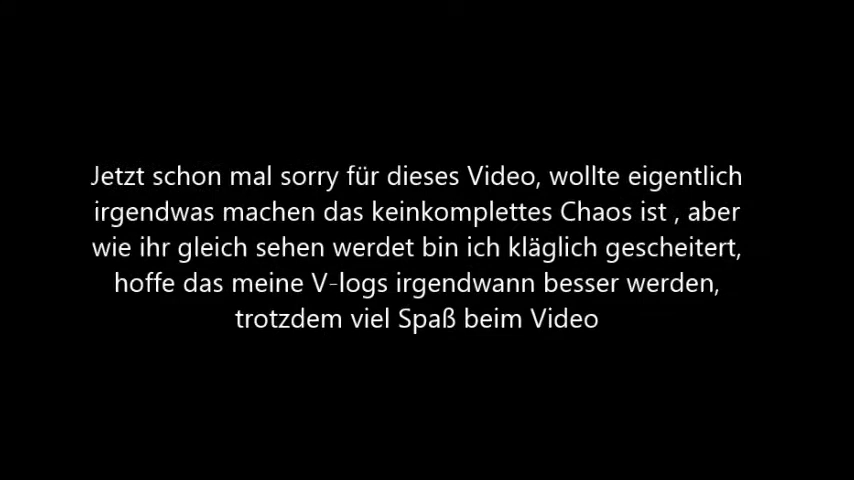 Jetzt schon mal sorry für dieses Video, wollte eigentlich
irgendwas machen das keinkomplettes Chaos ist , aber
wie ihr gleich sehen werdet bin ich kläglich gescheitert,
hoffe das meine V-logs irgendwann besser werden,
trotzdem viel Spaß beim Video